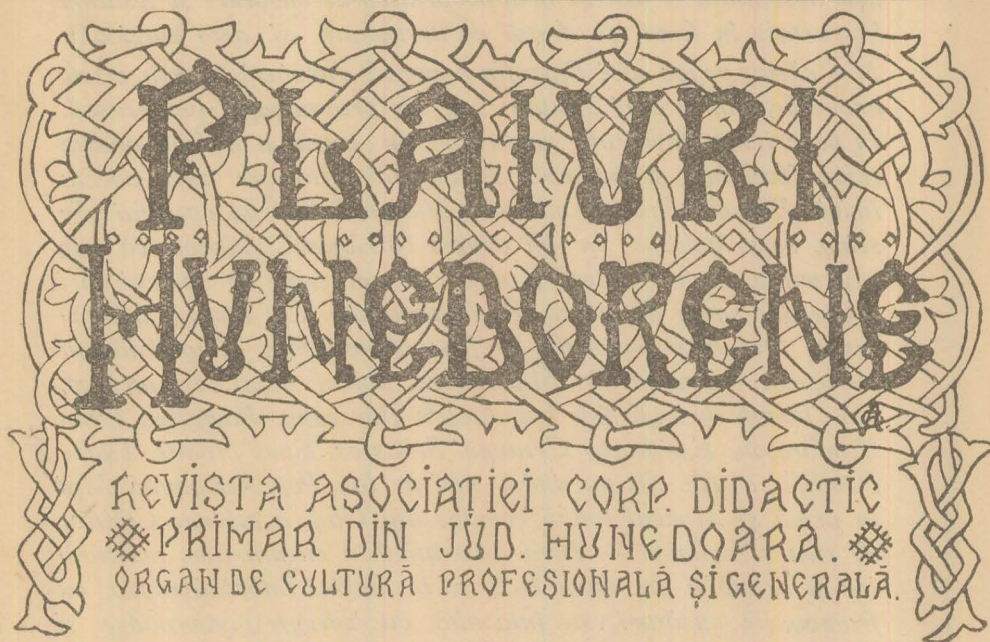 PLAIURI
HUNEDORENE
REVISTA ASOCIAȚIEI CORP. DIDACTIC
PRIMAR DIN JUD. HUNEDOARA.
ORGAN DE CULTURĂ PROFESIONALĂ ȘI GENERALĂ.